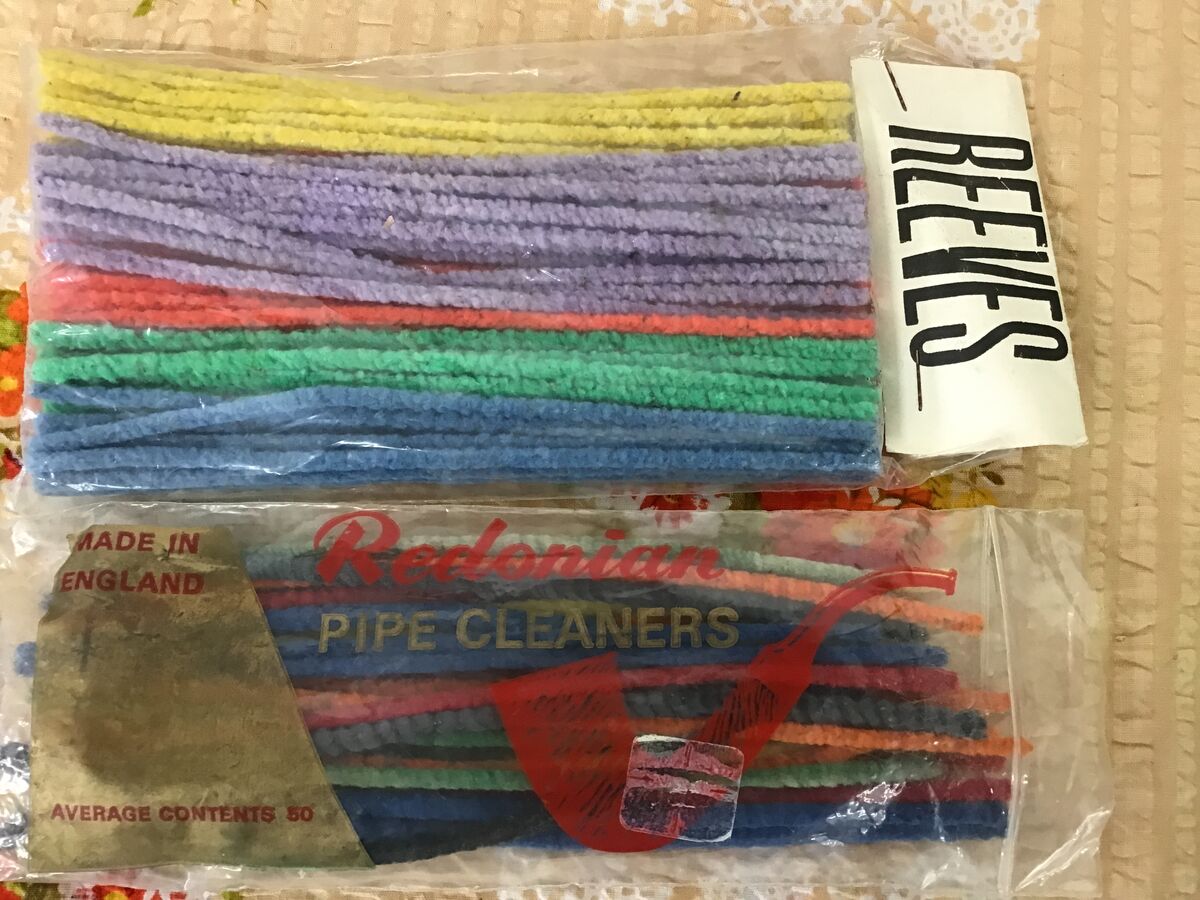 REEVES
Redonian
PIPE CLEANERS
MADE IN
ENGLAND
AVERAGE CONTENTS 50